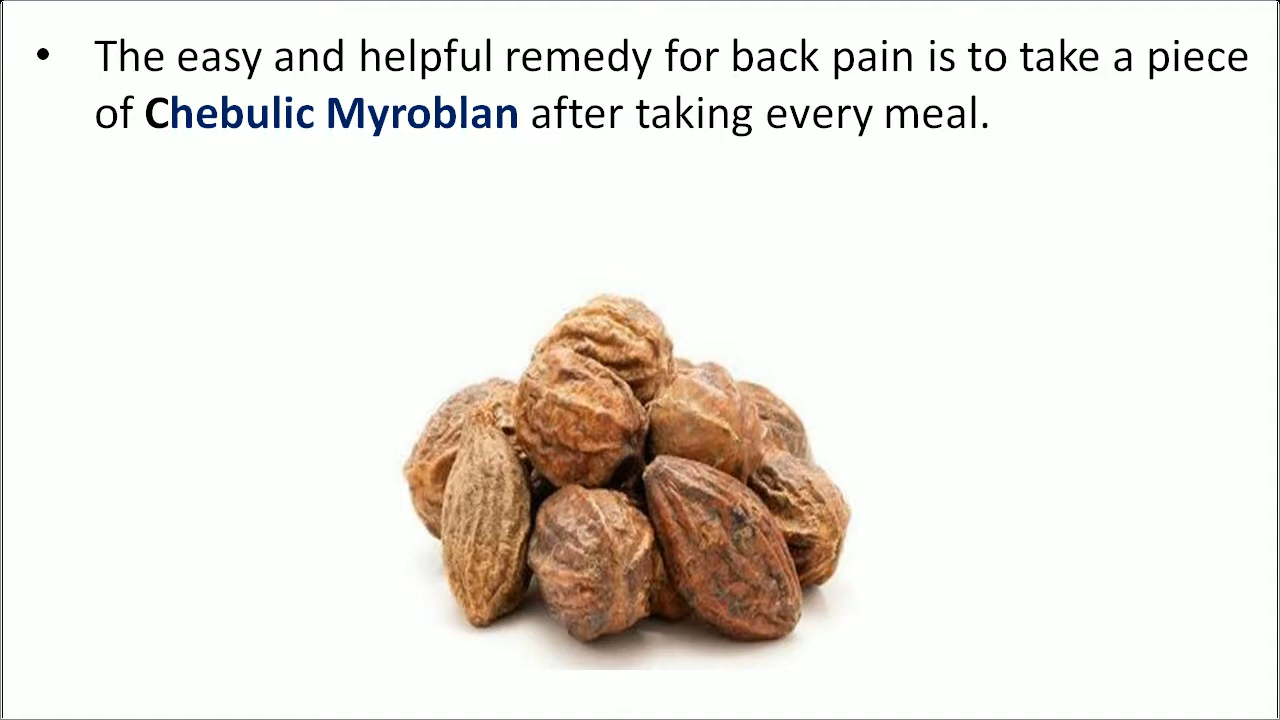 • The easy and helpful remedy for back pain is to take a piece
of Chebulic Myroblan after taking every meal.